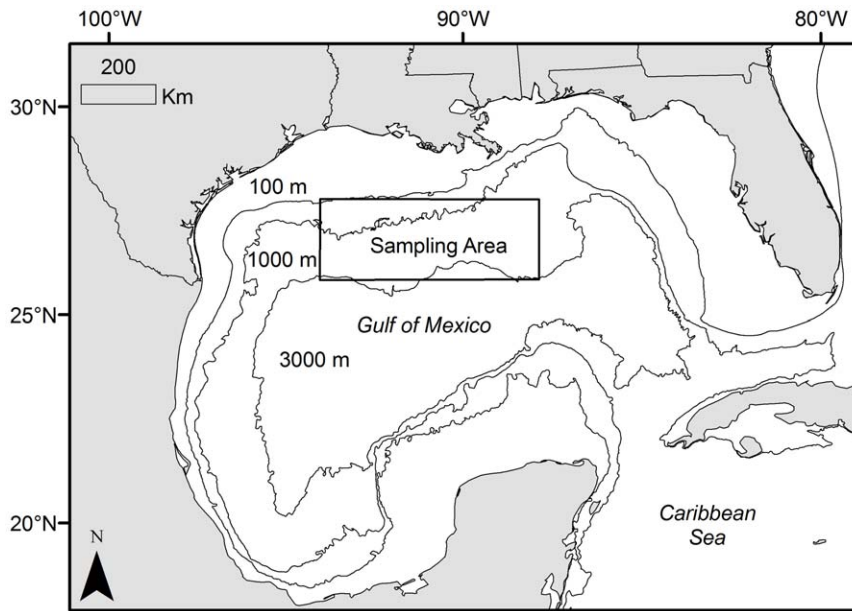 100°W
90°W
80°W
200
Km
30°N
100 m
Sampling Area
1000 m
25°N
Gulf of Mexico
3000 m
20°N
Caribbean
Sea
N